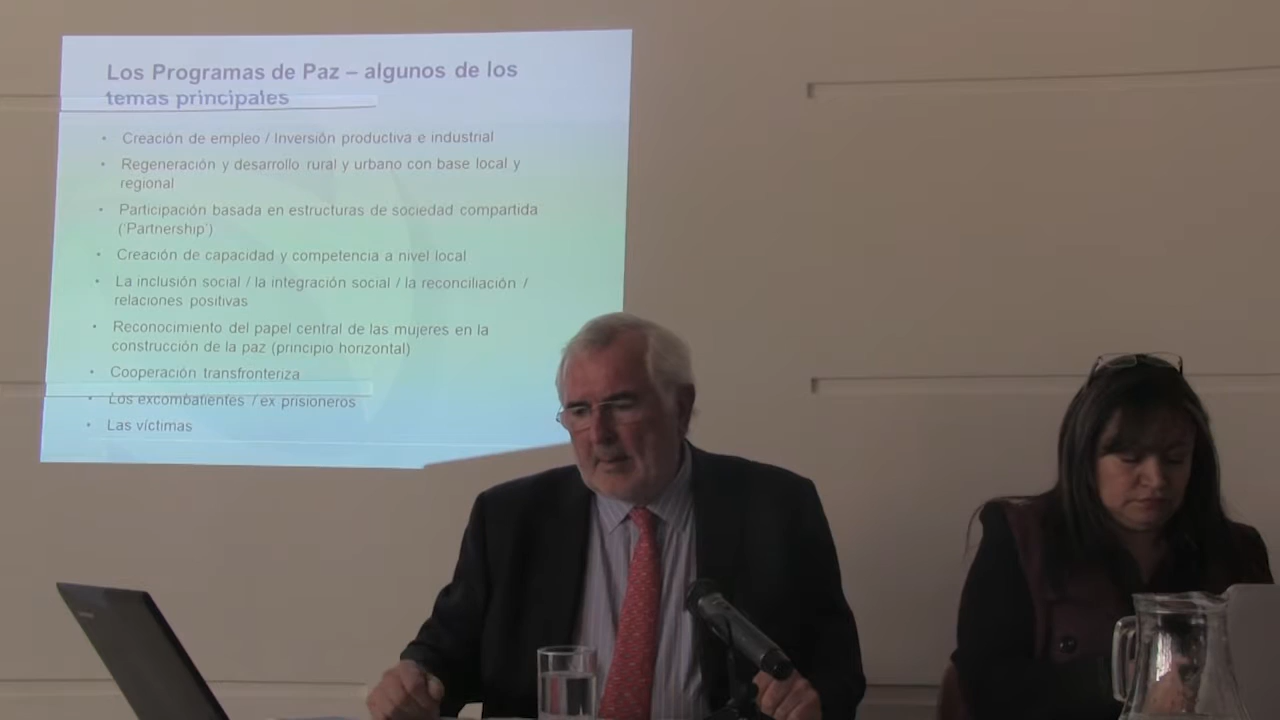 Los Programas de Paz – algunos de los
temas principales
• Creación de empleo / Inversión productiva e industrial
• Regeneración y desarrollo rural y urbano con base local y
regional
• Participación basada en estructuras de sociedad compartida
('Partnership')
• Creación de capacidad y competencia a nivel local
• La inclusión social / la integración social / la reconciliación /
relaciones positivas
• Reconocimiento del papel central de las mujeres en la
construcción de la paz (principio horizontal)
• Cooperación transfronteriza
• Los excombatientes / ex prisioneros
• Las víctimas